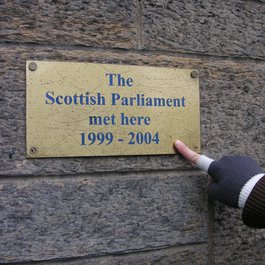 The
Scottish Parliament
met here
1999 - 2004